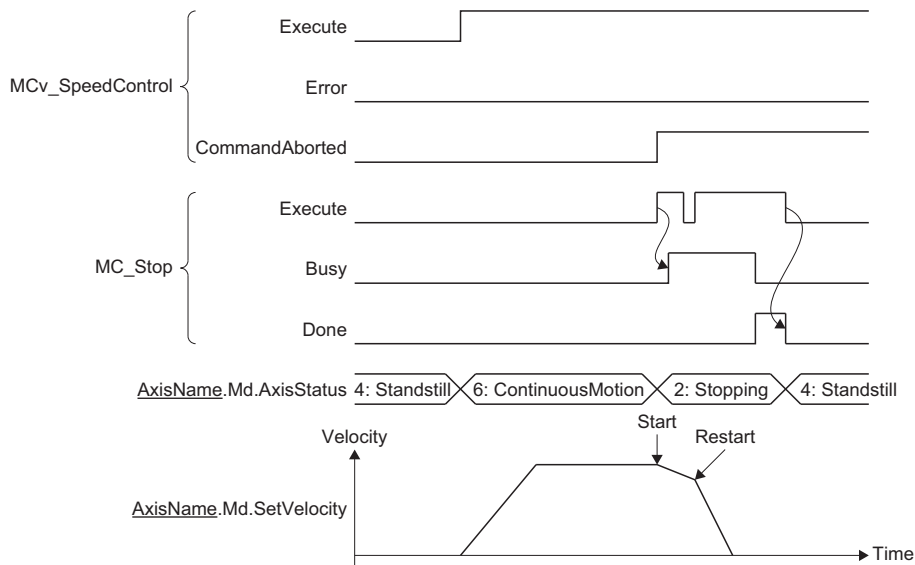 Execute
MCv_SpeedControl
Error
CommandAborted
Execute
MC_Stop
Busy
Done
AxisName.Md.AxisStatus 4: Standstill 6: ContinuousMotion 2: Stopping 4: Standstill
Start
Velocity
Restart
AxisName.Md.SetVelocity
Time